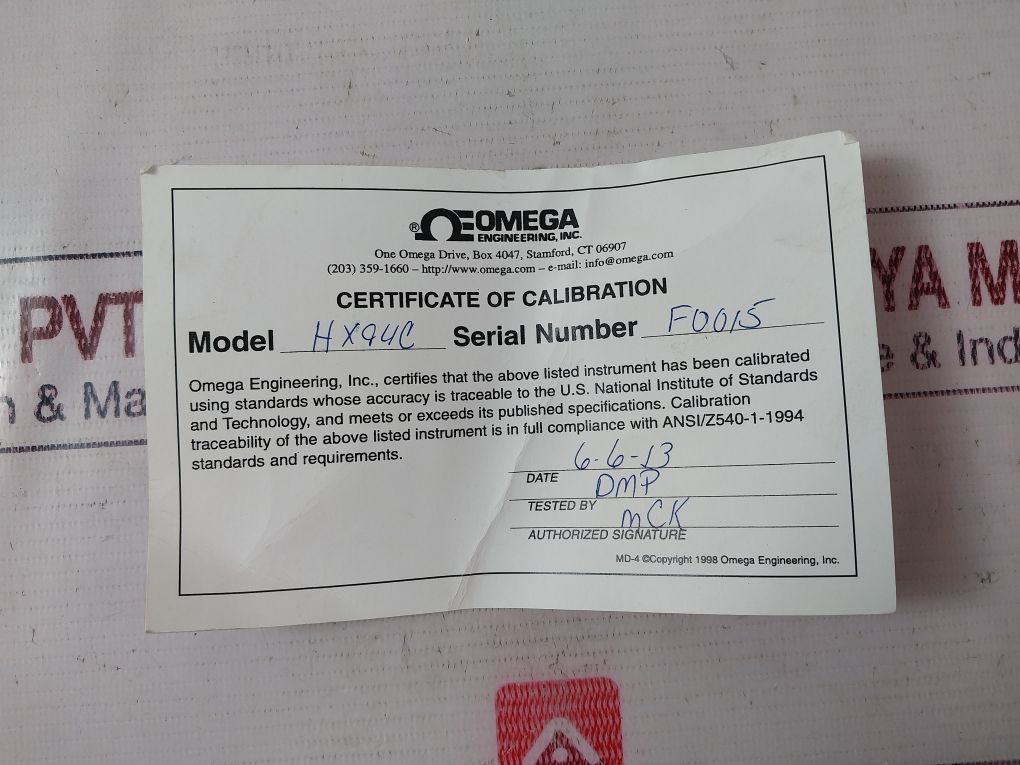 ® OMEGA
ENGINEERING, INC.
One Omega Drive, Box 4047, Stamford, CT 06907
(203) 359-1660 – http://www.omega.com – e-mail: info@omega.com
CERTIFICATE OF CALIBRATION
Model HX94C Serial Number F0015
Omega Engineering, Inc., certifies that the above listed instrument has been calibrated
using standards whose accuracy is traceable to the U.S. National Institute of Standards
and Technology, and meets or exceeds its published specifications. Calibration
traceability of the above listed instrument is in full compliance with ANSI/Z540-1-1994
standards and requirements.
6-6-13
DATE
DMP
TESTED BY
MCK
AUTHORIZED SIGNATURE
MD-4 ©Copyright 1998 Omega Engineering, Inc.
PVT
YA M
& Ma
& Ind